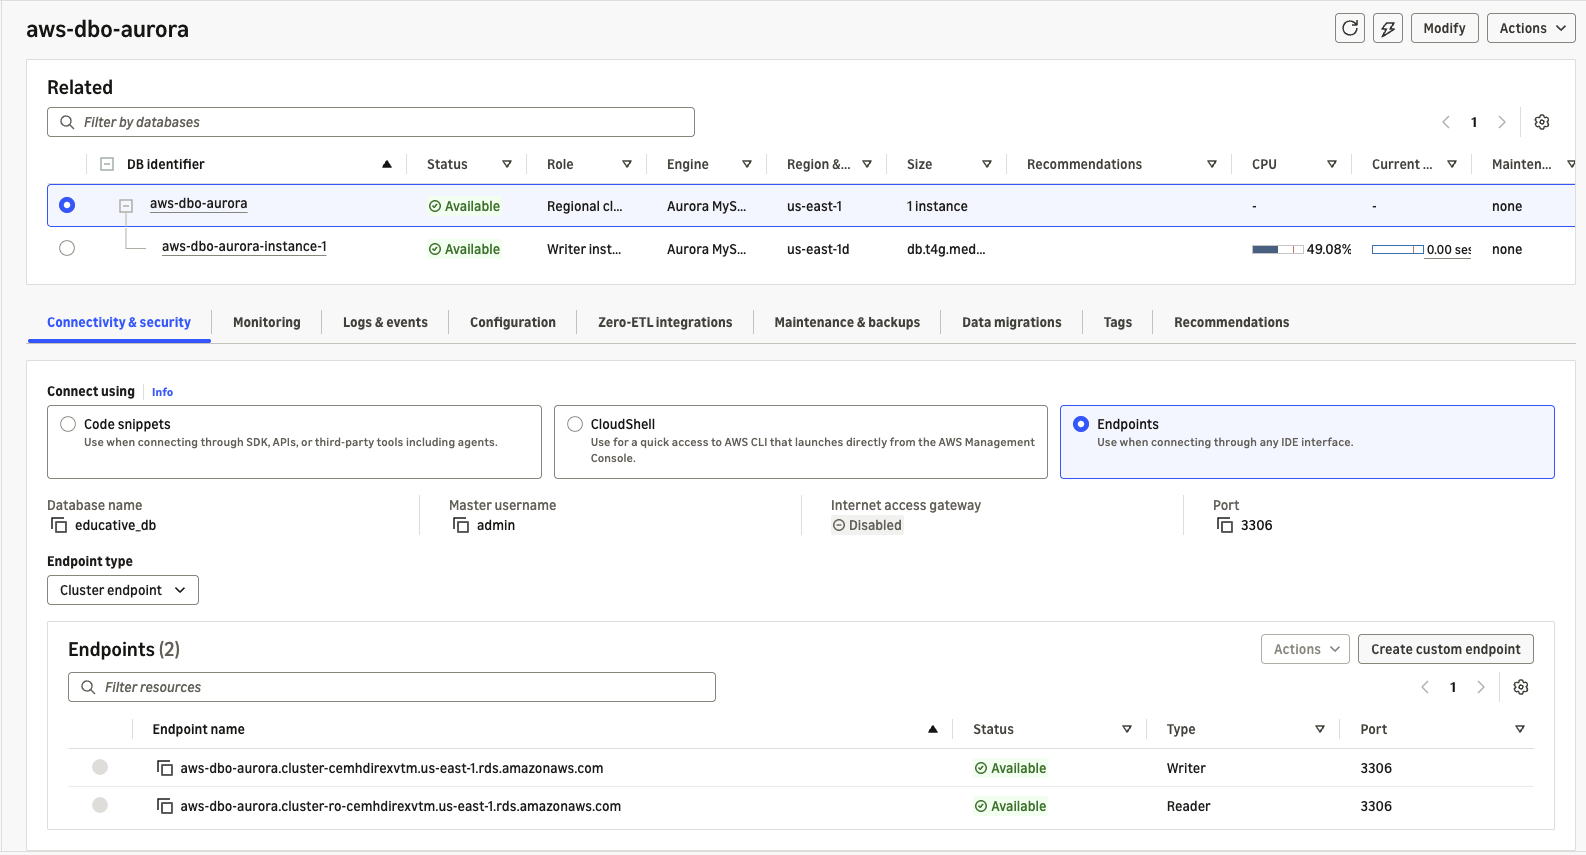 aws-dbo-aurora
Modify
Actions
Related
Filter by databases
1
DB identifier Status Role Engine Region &... Size Recommendations CPU Current ... Mainten...
aws-dbo-aurora Available Regional cl... Aurora MyS... us-east-1 1 instance - - none
aws-dbo-aurora-instance-1 Available Writer inst... Aurora MyS... us-east-1d db.t4g.med... 49.08% 0.00 ses none
Connectivity & security Monitoring Logs & events Configuration Zero-ETL integrations Maintenance & backups Data migrations Tags Recommendations
Connect using Info
Code snippets
Use when connecting through SDK, APIs, or third-party tools including agents.
CloudShell
Use for a quick access to AWS CLI that launches directly from the AWS Management
Console.
Endpoints
Use when connecting through any IDE interface.
Database name
educative_db
Master username
admin
Internet access gateway
Disabled
Port
3306
Endpoint type
Cluster endpoint
Endpoints (2)
Actions
Create custom endpoint
Filter resources
1
Endpoint name Status Type Port
aws-dbo-aurora.cluster-cemhdirexvtm.us-east-1.rds.amazonaws.com Available Writer 3306
aws-dbo-aurora.cluster-ro-cemhdirexvtm.us-east-1.rds.amazonaws.com Available Reader 3306